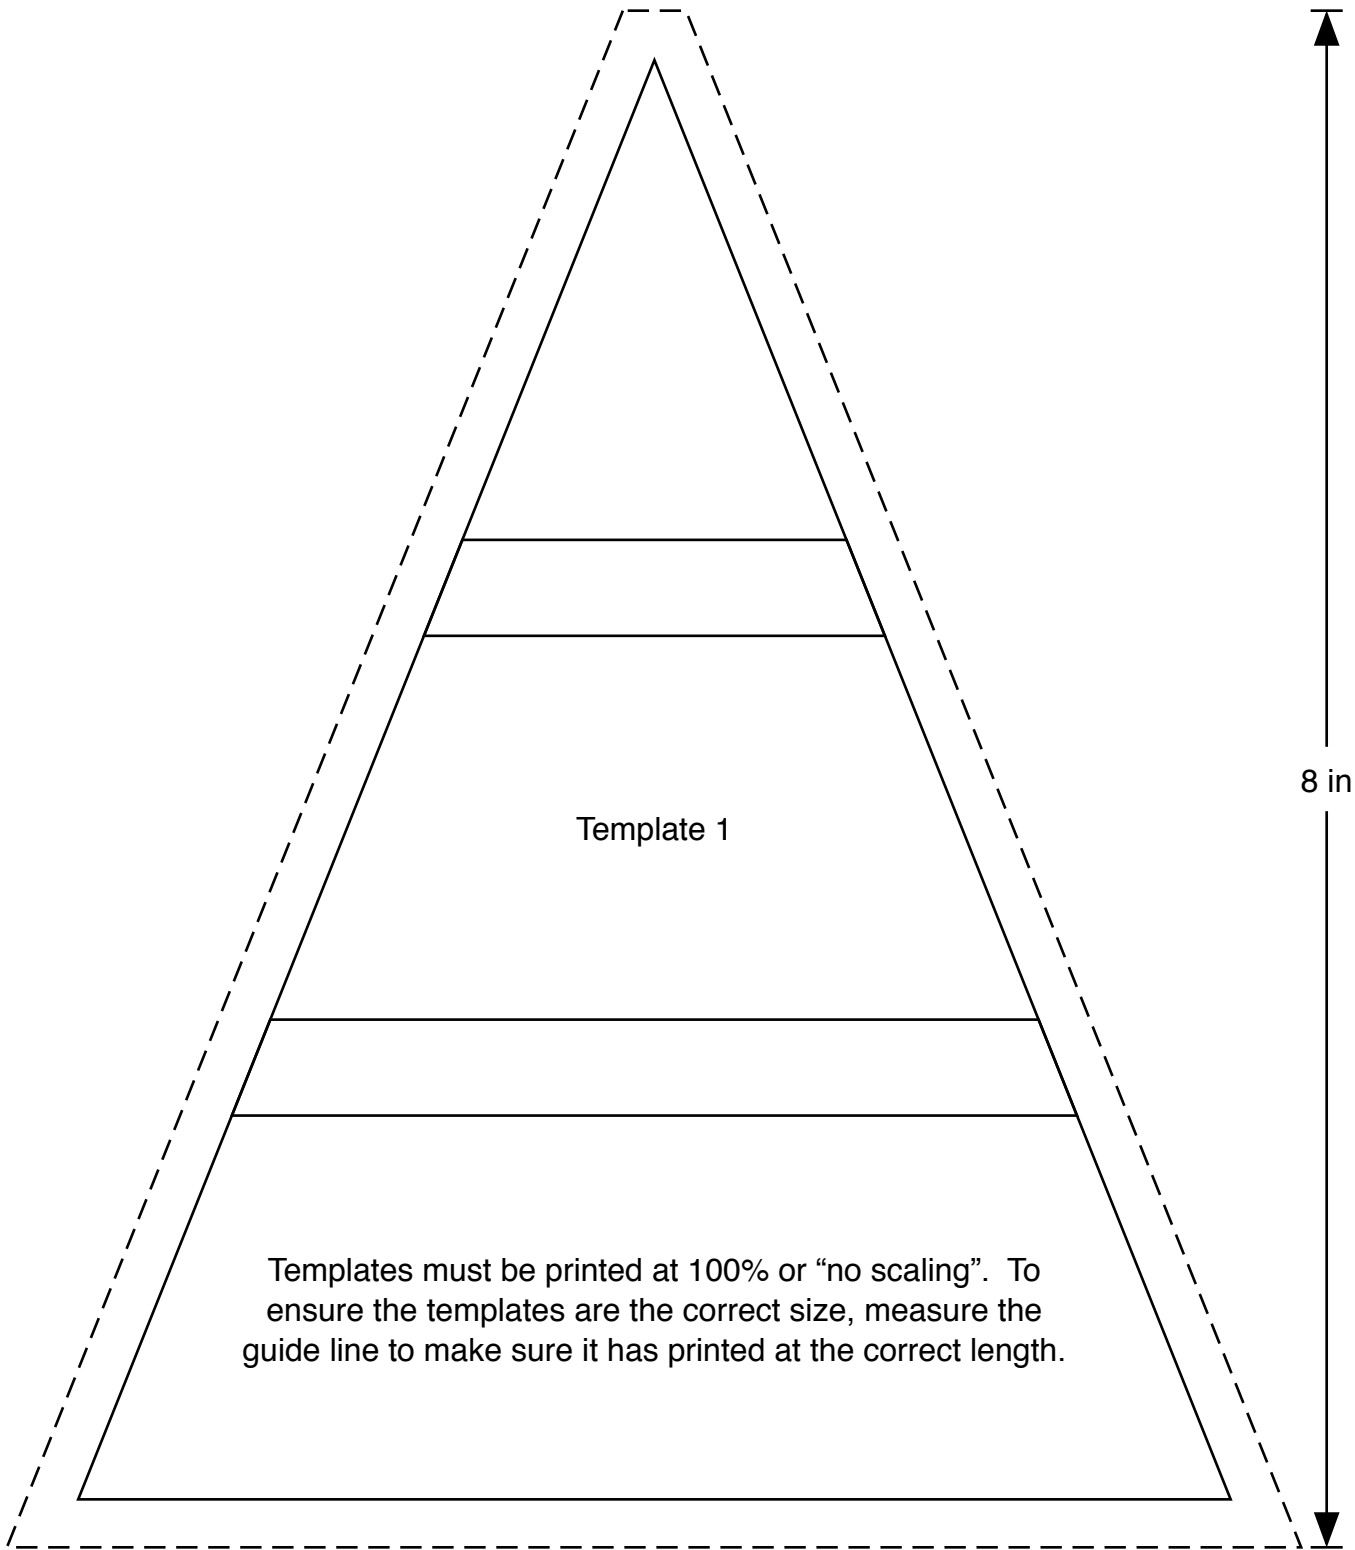 8 in
Template 1
Templates must be printed at 100% or “no scaling”.  To
ensure the templates are the correct size, measure the
guide line to make sure it has printed at the correct length.